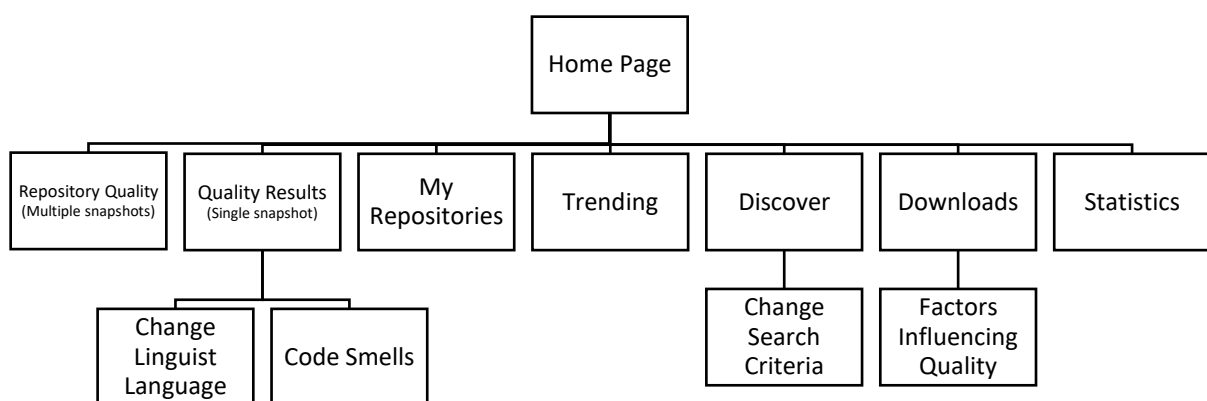 Home Page
Repository Quality
(Multiple snapshots)
Quality Results
(Single snapshot)
My
Repositories
Trending
Discover
Downloads
Statistics
Change
Linguist
Language
Code Smells
Change
Search
Criteria
Factors
Influencing
Quality